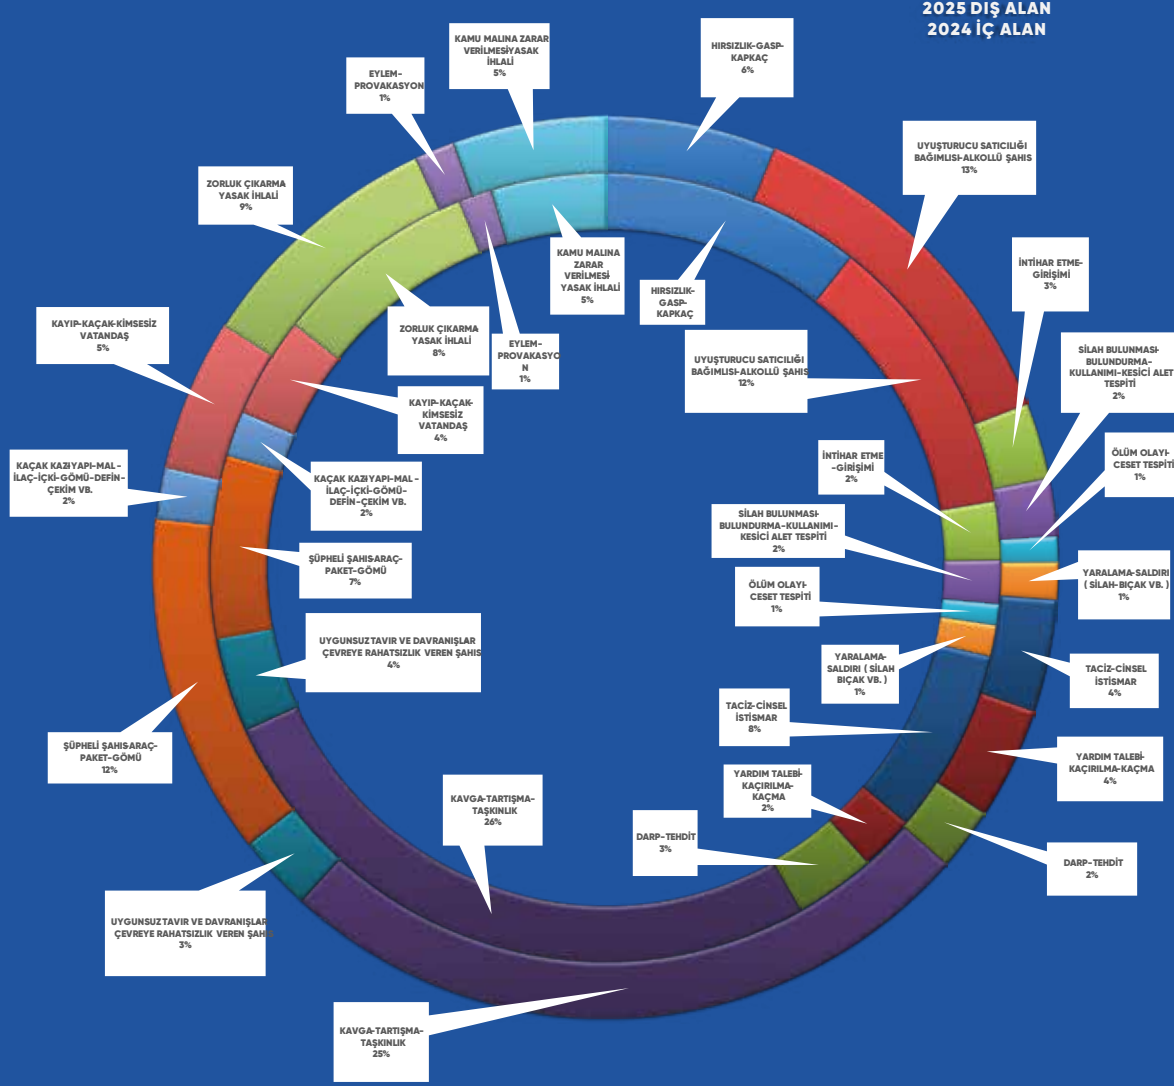 2025 DIŞ ALAN
2024 İÇ ALAN
KAMU MALINA ZARAR
VERİLMESİYASAK
İHLALİ
5%
HIRSIZLIK-GASP-
KAPKAÇ
6%
EYLEM-
PROVAKASYON
1%
UYUŞTURUCU SATICILIĞI
BAĞIMLISI-ALKOLLÜ ŞAHIS
13%
ZORLUK ÇIKARMA
YASAK İHLALİ
9%
İNTİHAR ETME-
GİRİŞİMİ
3%
KAMU MALINA
ZARAR
VERİLMESİ
YASAK İHLALİ
5%
HIRSIZLIK-
GASP-
KAPKAÇ
KAYIP-KAÇAK-KİMSESİZ
VATANDAŞ
5%
ZORLUK ÇIKARMA
YASAK İHLALİ
8%
EYLEM-
PROVAKASYO
N
1%
UYUŞTURUCU SATICILIĞI
BAĞIMLISI-ALKOLLÜ ŞAHIS
12%
SİLAH BULUNMASI-
BULUNDURMA-
KULLANIMI-KESİCİ ALET
TESPİTİ
2%
KAYIP-KAÇAK-
KİMSESİZ
VATANDAŞ
4%
ÖLÜM OLAYI-
CESET TESPİTİ
1%
KAÇAK KAZI-YAPI-MAL-
İLAÇ-İÇKİ-GÖMÜ-DEFİN-
ÇEKİM VB.
2%
KAÇAK KAZI-YAPI-MAL-
İLAÇ-İÇKİ-GÖMÜ-
DEFİN-ÇEKİM VB.
2%
İNTİHAR ETME
-GİRİŞİMİ
2%
SİLAH BULUNMASI-
BULUNDURMA-KULLANIMI-
KESİCİ ALET TESPİTİ
2%
ŞÜPHELİ ŞAHIS-ARAÇ-
PAKET-GÖMÜ
7%
ÖLÜM OLAYI-
CESET TESPİTİ
1%
YARALAMA-SALDIRI
( SİLAH-BIÇAK VB. )
1%
UYGUNSUZ TAVIR VE DAVRANIŞLAR
ÇEVREYE RAHATSIZLIK VEREN ŞAHIS
4%
YARALAMA-
SALDIRI ( SİLAH
BIÇAK VB. )
1%
TACİZ-CİNSEL
İSTİSMAR
4%
TACİZ-CİNSEL
İSTİSMAR
8%
ŞÜPHELİ ŞAHIS-ARAÇ-
PAKET-GÖMÜ
12%
YARDIM TALEBİ-
KAÇIRILMA-KAÇMA
4%
YARDIM TALEBİ-
KAÇIRILMA-
KAÇMA
2%
KAVGA-TARTIŞMA-
TAŞKINLIK
26%
DARP-TEHDİT
3%
DARP-TEHDİT
2%
UYGUNSUZ TAVIR VE DAVRANIŞLAR
ÇEVREYE RAHATSIZLIK VEREN ŞAHIS
3%
KAVGA-TARTIŞMA-
TAŞKINLIK
25%